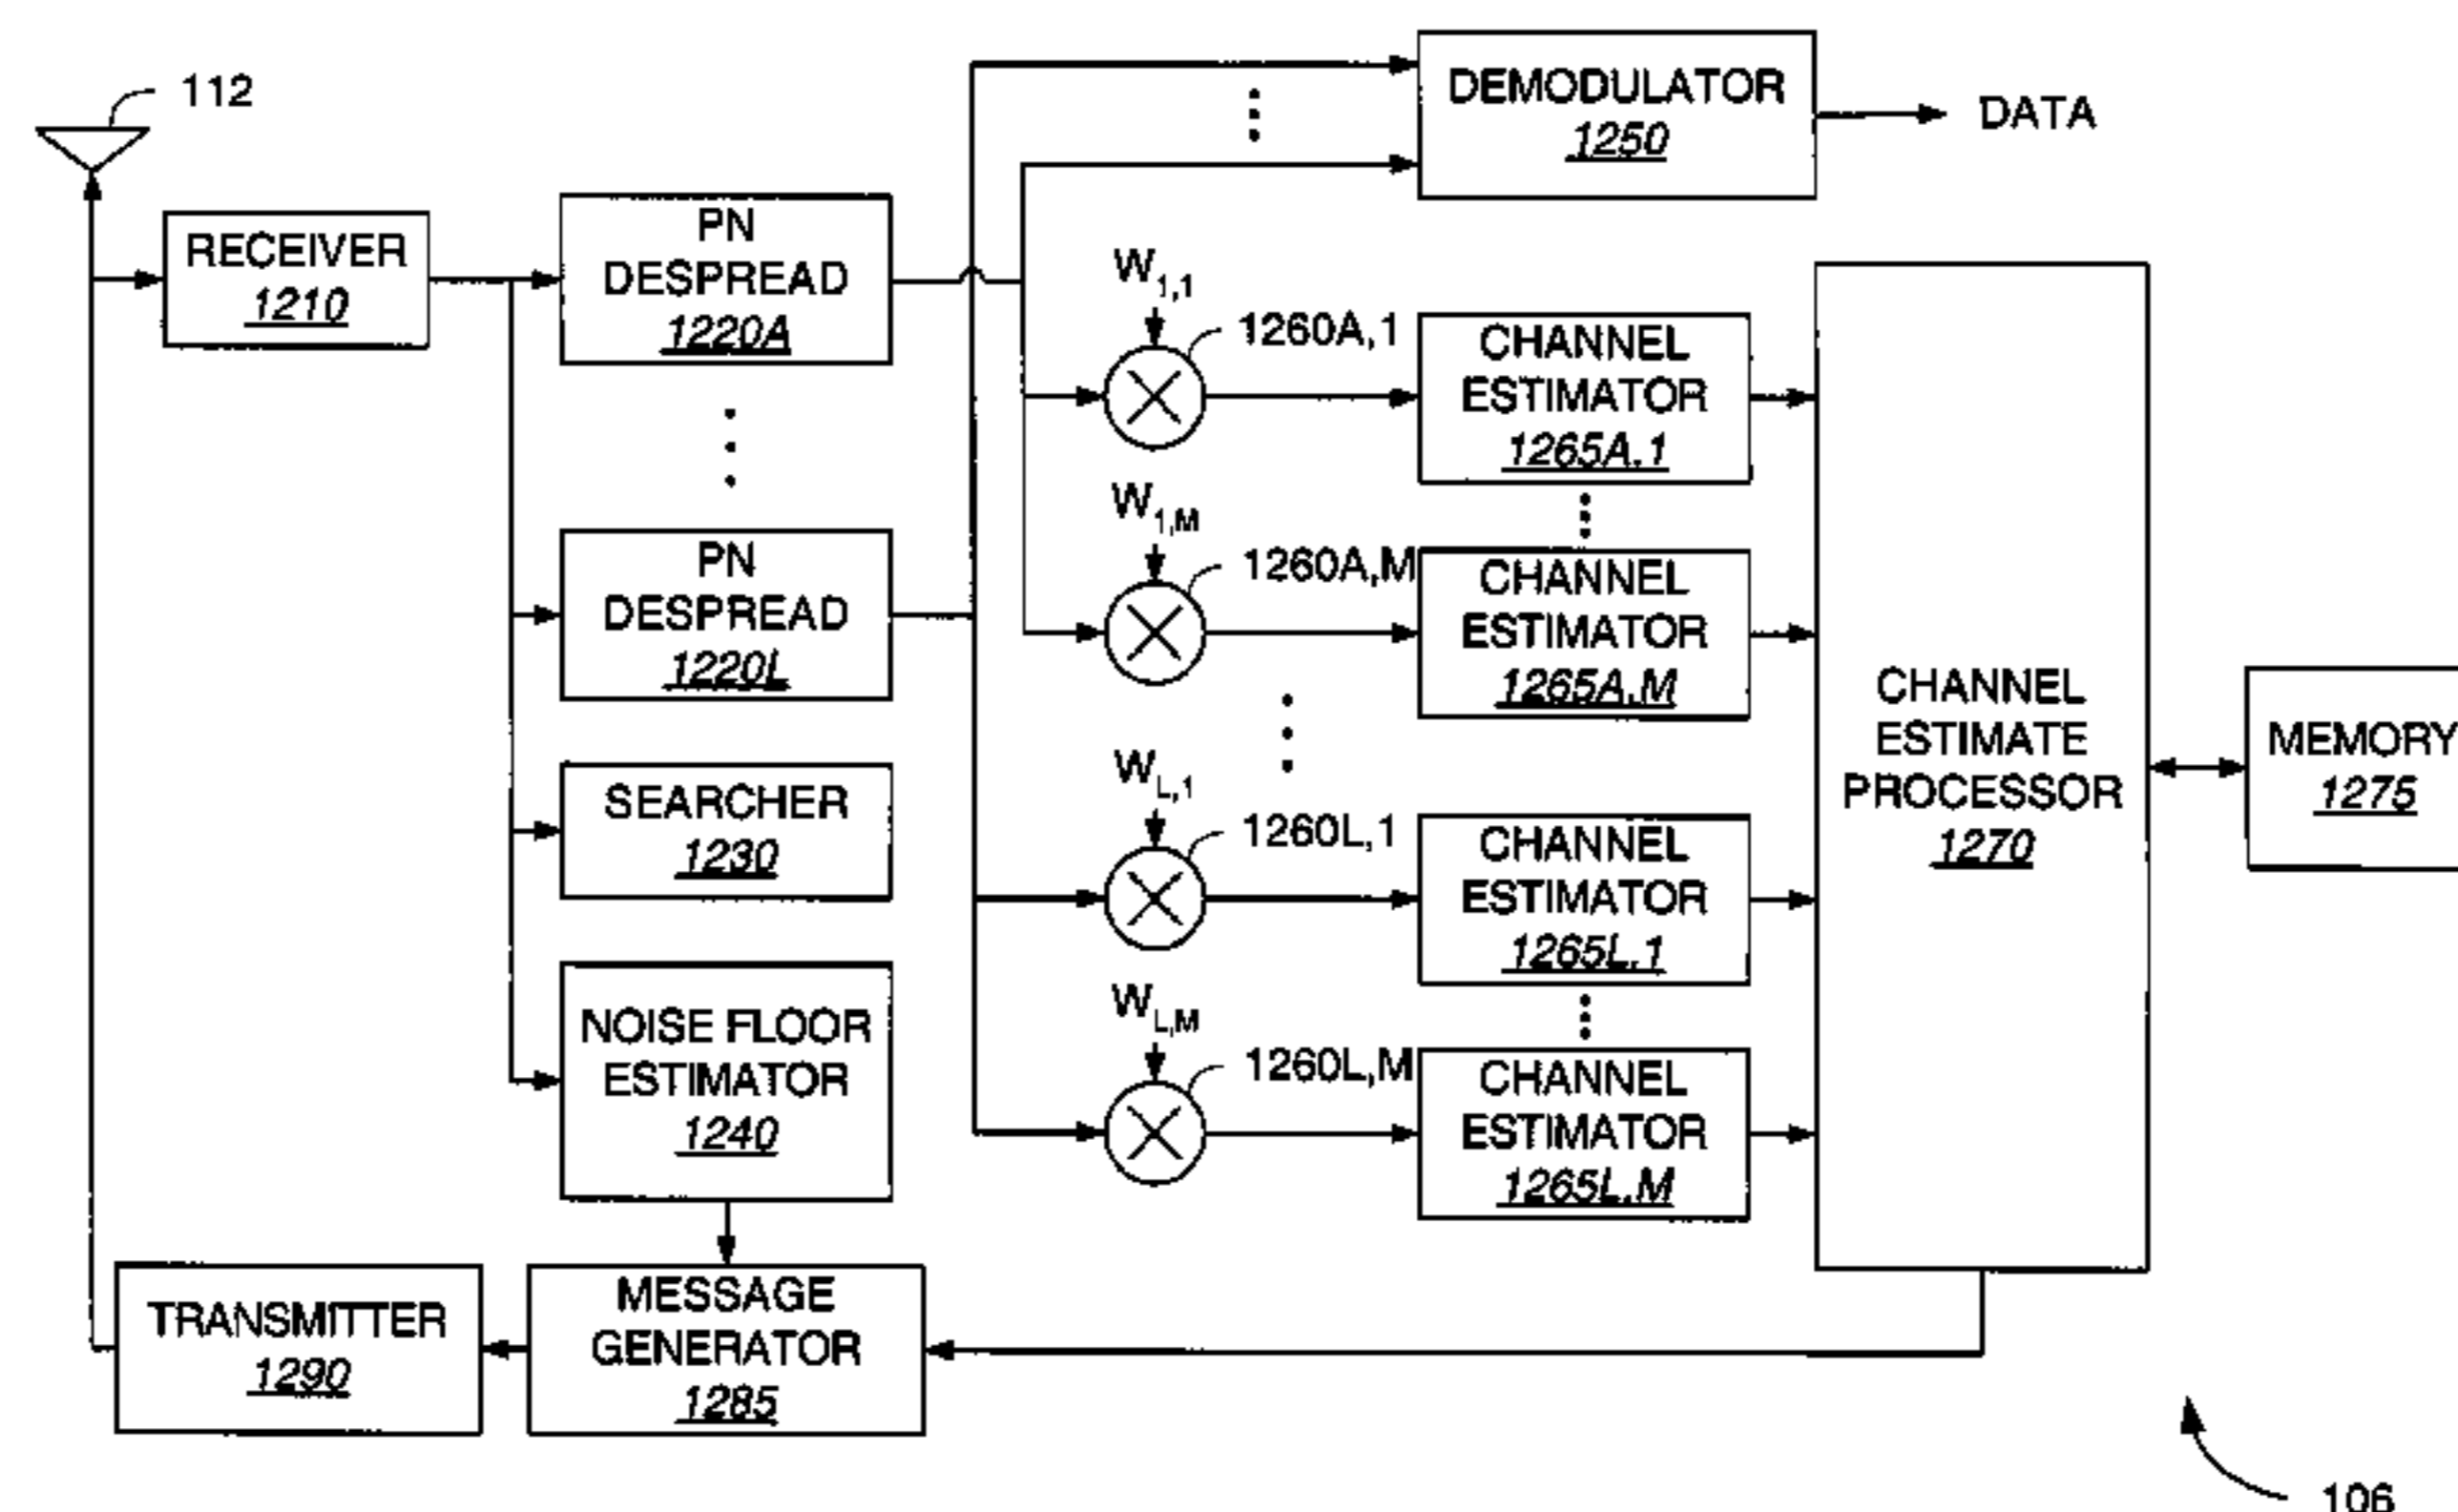 112
DEMODULATOR
1250
DATA
RECEIVER
1210
PN
DESPREAD
1220A
W1,1
1260A,1
CHANNEL
ESTIMATOR
1265A,1
W1,M
1260A,M
CHANNEL
ESTIMATOR
1265A,M
PN
DESPREAD
1220L
SEARCHER
1230
WL,1
1260L,1
CHANNEL
ESTIMATOR
1265L,1
CHANNEL
ESTIMATE
PROCESSOR
1270
MEMORY
1275
NOISE FLOOR
ESTIMATOR
1240
WL,M
1260L,M
CHANNEL
ESTIMATOR
1265L,M
TRANSMITTER
1290
MESSAGE
GENERATOR
1285
106